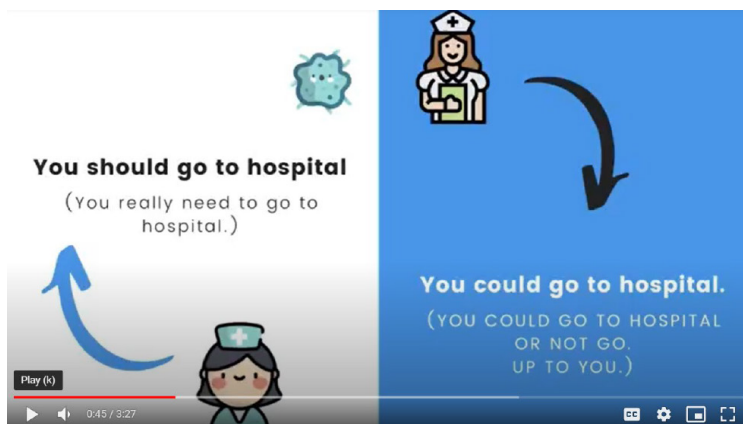 You should go to hospital
(You really need to go to
hospital.)
You could go to hospital.
(YOU COULD GO TO HOSPITAL
OR NOT GO.
UP TO YOU.)
Play (k)
0:45 / 3:27
CC